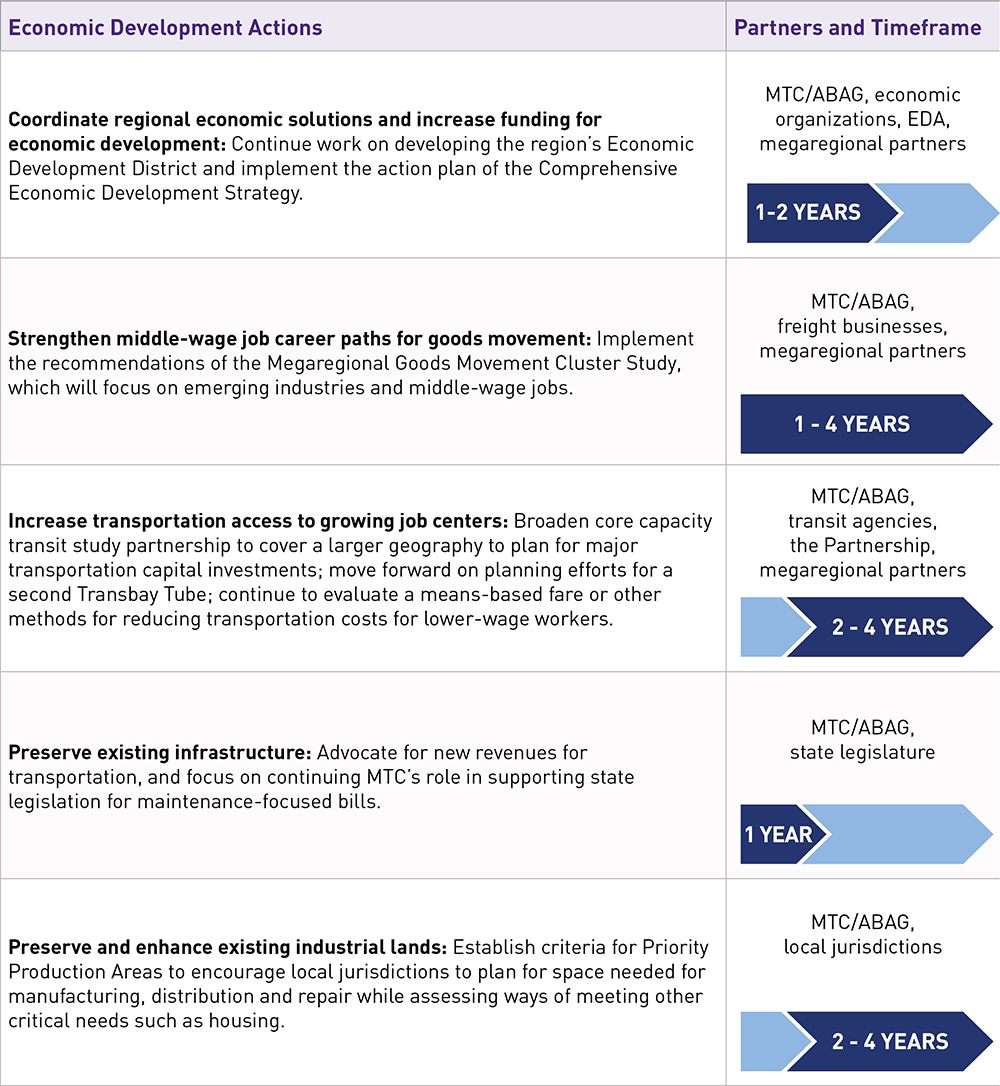 Economic Development Actions
Partners and Timeframe
Coordinate regional economic solutions and increase funding for
economic development: Continue work on developing the region’s Economic
Development District and implement the action plan of the Comprehensive
Economic Development Strategy.
MTC/ABAG, economic
organizations, EDA,
megaregional partners
1-2 YEARS
Strengthen middle-wage job career paths for goods movement: Implement
the recommendations of the Megaregional Goods Movement Cluster Study,
which will focus on emerging industries and middle-wage jobs.
MTC/ABAG,
freight businesses,
megaregional partners
1 - 4 YEARS
Increase transportation access to growing job centers: Broaden core capacity
transit study partnership to cover a larger geography to plan for major
transportation capital investments; move forward on planning efforts for a
second Transbay Tube; continue to evaluate a means-based fare or other
methods for reducing transportation costs for lower-wage workers.
MTC/ABAG,
transit agencies,
the Partnership,
megaregional partners
2 - 4 YEARS
Preserve existing infrastructure: Advocate for new revenues for
transportation, and focus on continuing MTC’s role in supporting state
legislation for maintenance-focused bills.
MTC/ABAG,
state legislature
1 YEAR
Preserve and enhance existing industrial lands: Establish criteria for Priority
Production Areas to encourage local jurisdictions to plan for space needed for
manufacturing, distribution and repair while assessing ways of meeting other
critical needs such as housing.
MTC/ABAG,
local jurisdictions
2 - 4 YEARS